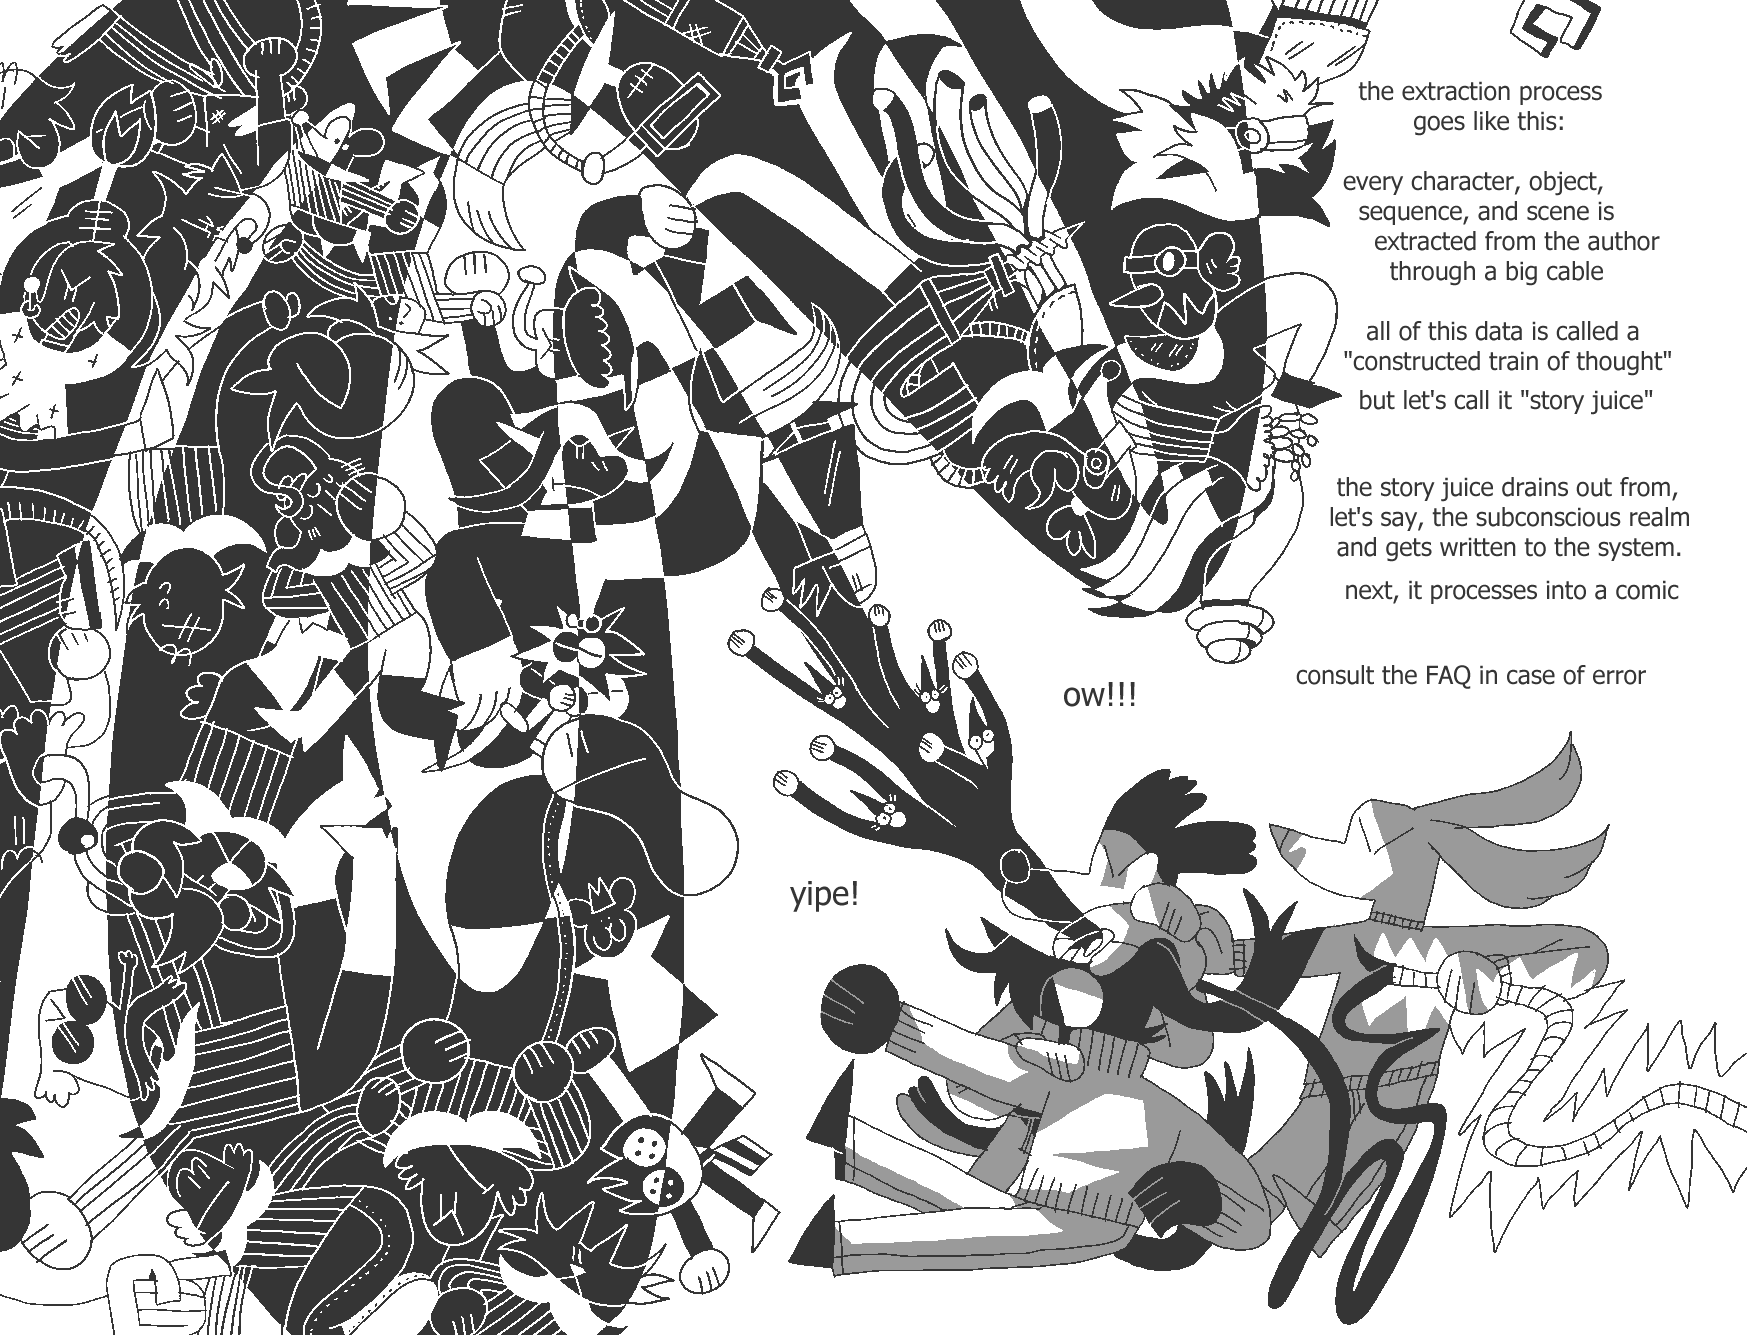 the extraction process
goes like this:
every character, object,
sequence, and scene is
extracted from the author
through a big cable
all of this data is called a
"constructed train of thought"
but let's call it "story juice"
the story juice drains out from,
let's say, the subconscious realm
and gets written to the system.
next, it processes into a comic
consult the FAQ in case of error
ow!!!
yipe!